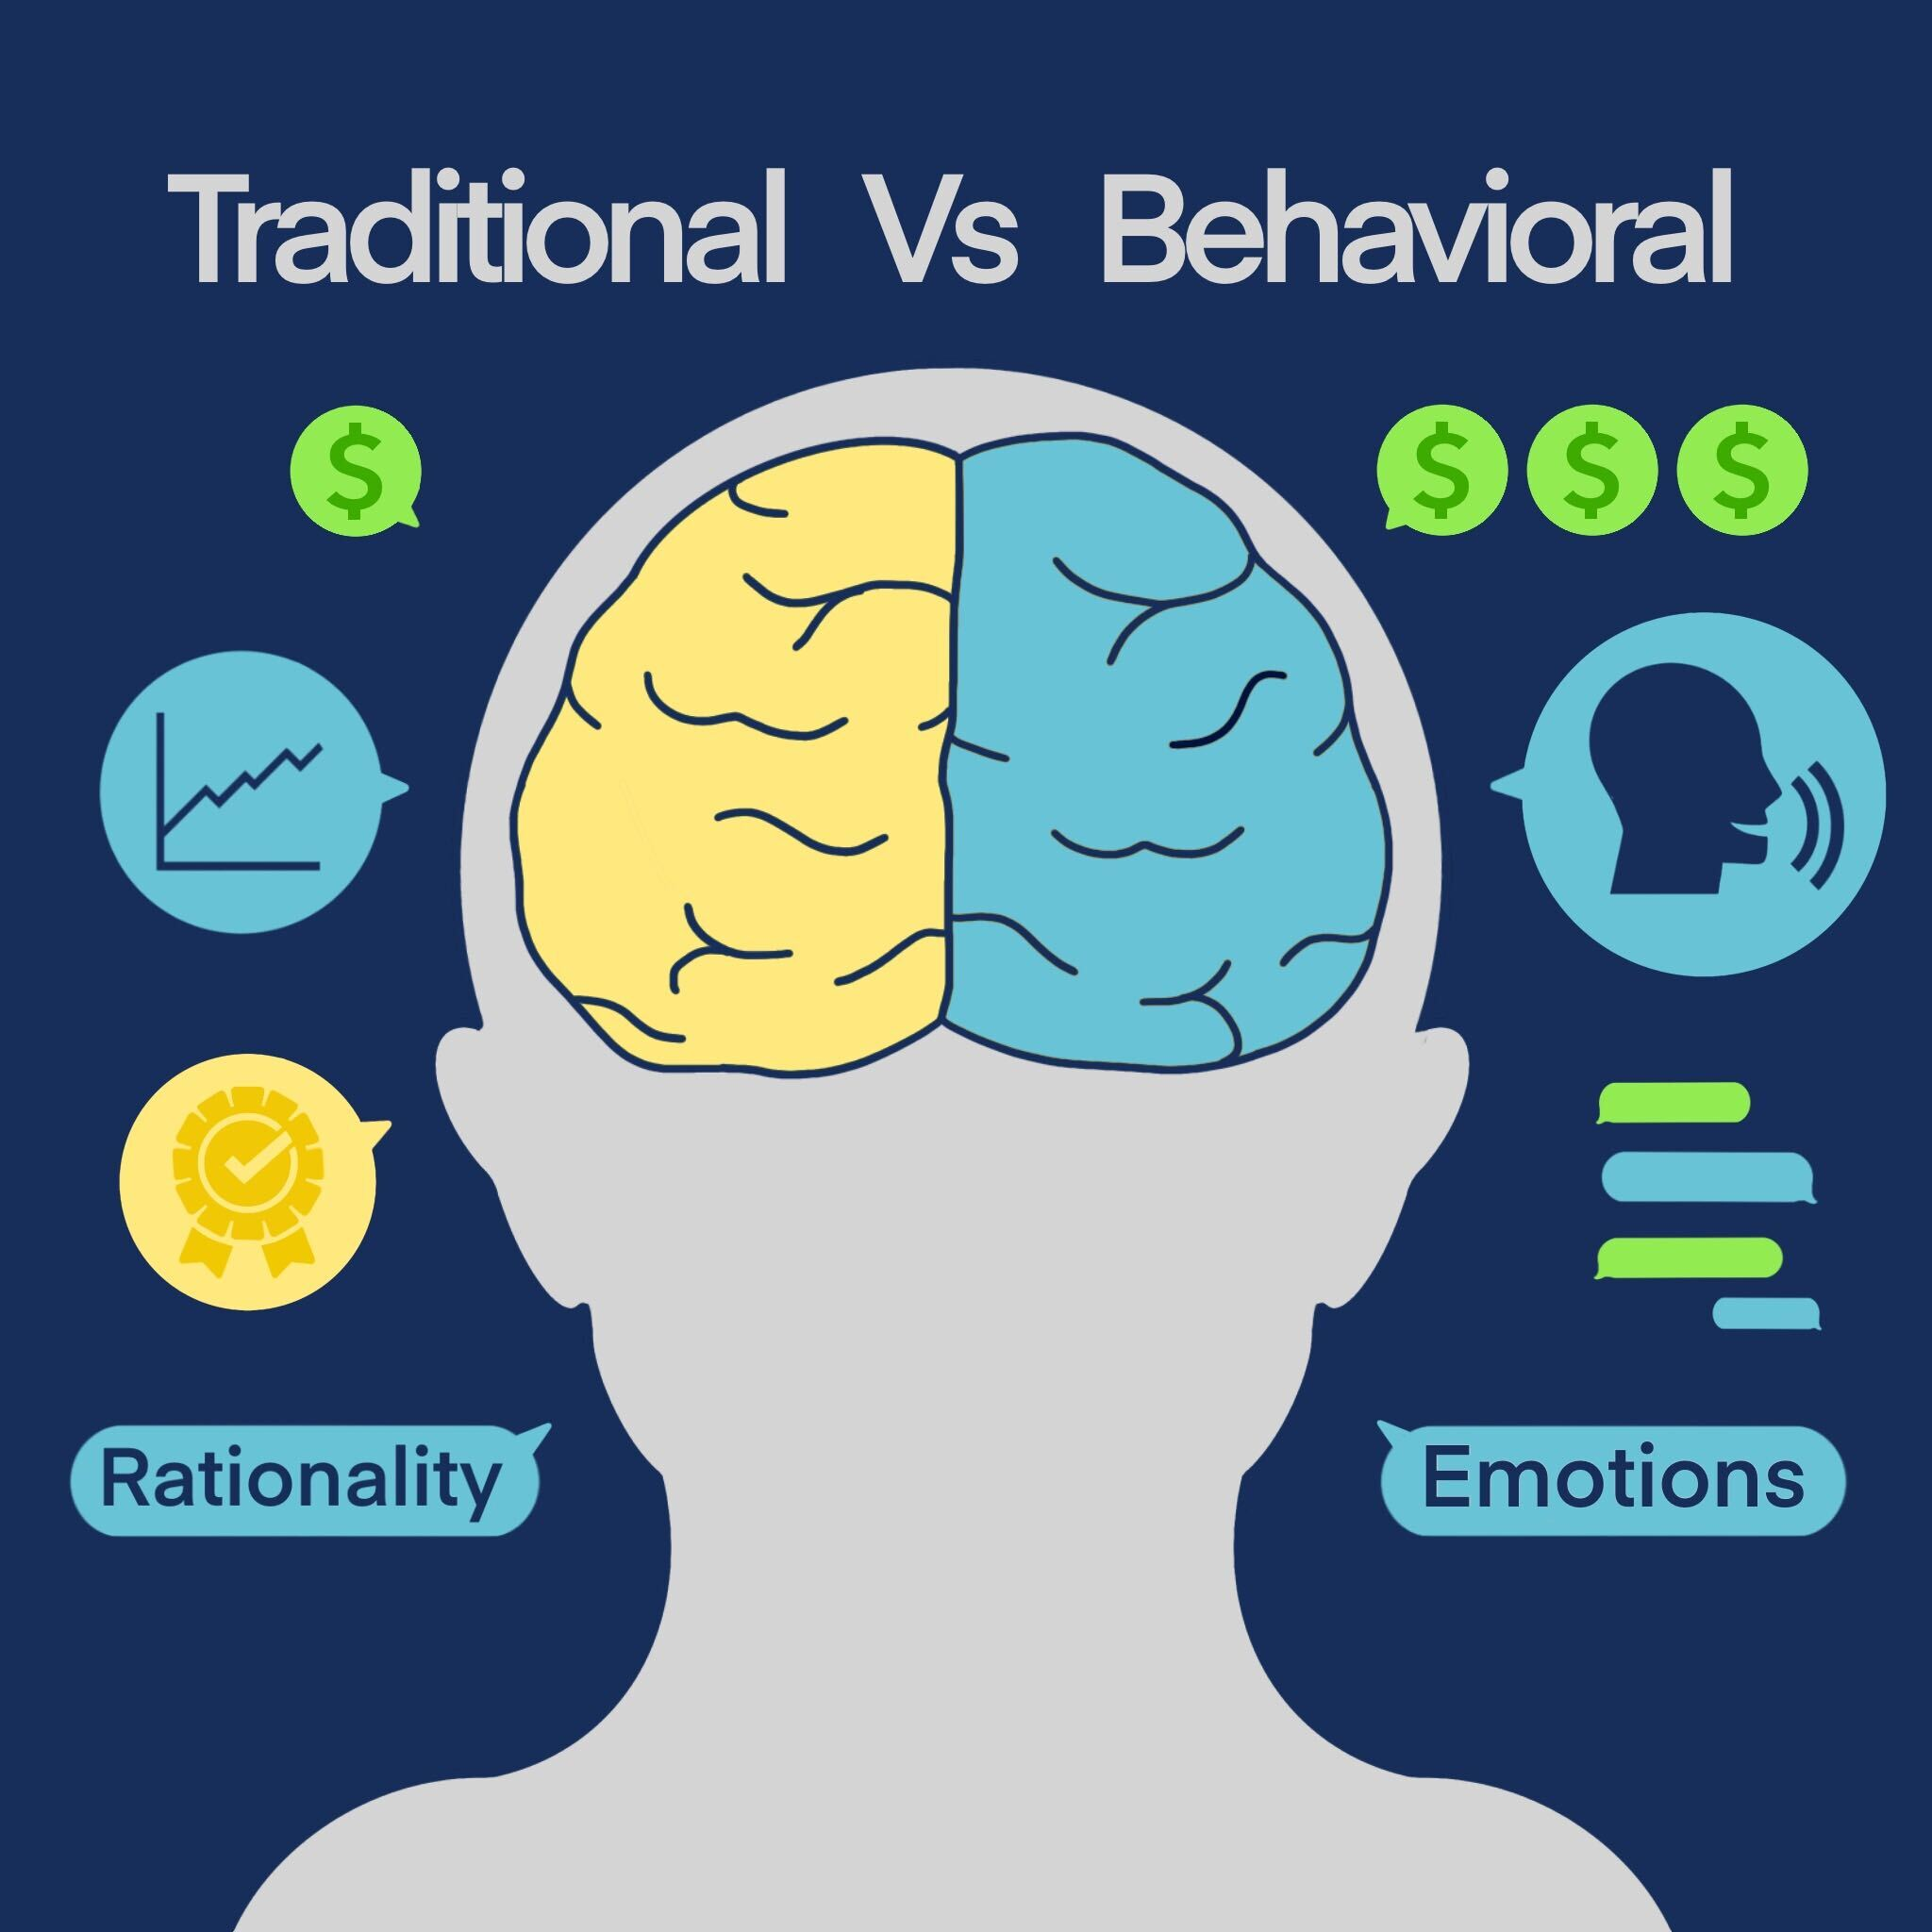 Traditional Vs Behavioral
$
$ $ $
Rationality
Emotions